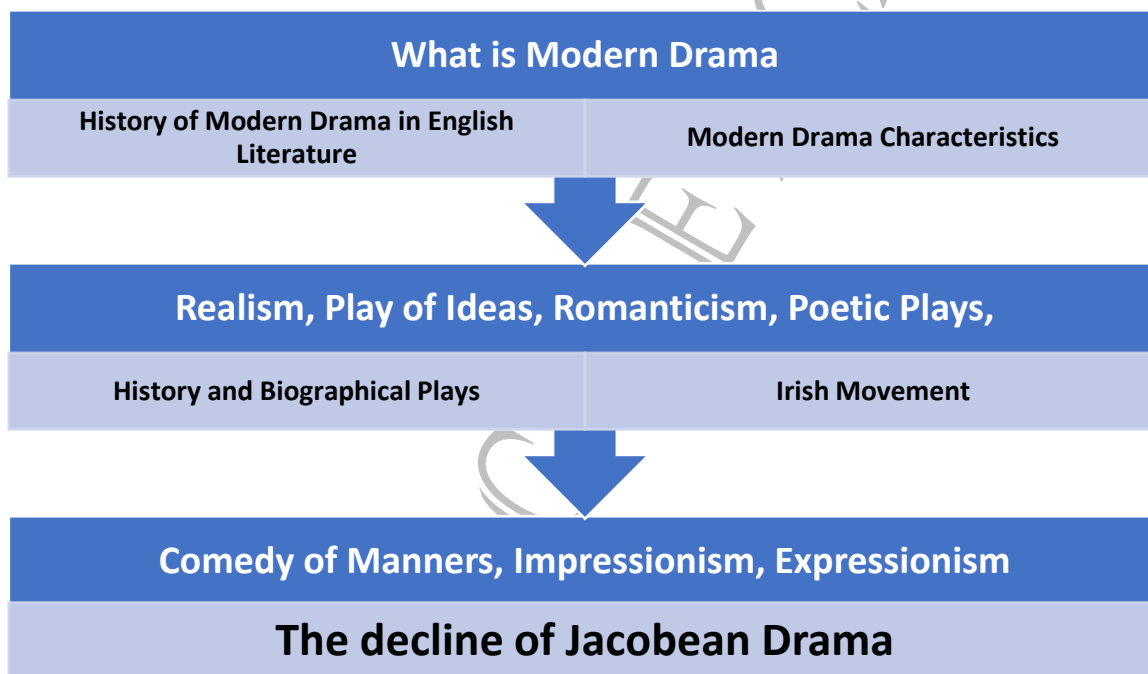 What is Modern Drama
History of Modern Drama in English
Literature
Modern Drama Characteristics
Realism, Play of Ideas, Romanticism, Poetic Plays,
History and Biographical Plays
Irish Movement
Comedy of Manners, Impressionism, Expressionism
The decline of Jacobean Drama